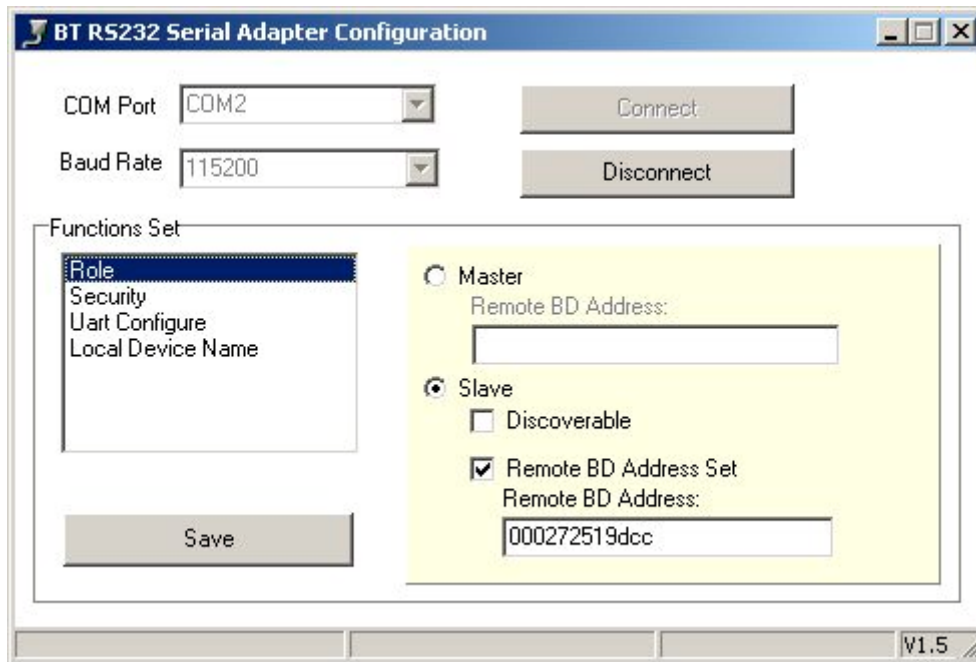 BT RS232 Serial Adapter Configuration
COM Port COM2 Connect
Baud Rate 115200 Disconnect
Functions Set
Role
Security
Uart Configure
Local Device Name
Save
Master
Remote BD Address:
Slave
Discoverable
Remote BD Address Set
Remote BD Address:
000272519dcc
V1.5